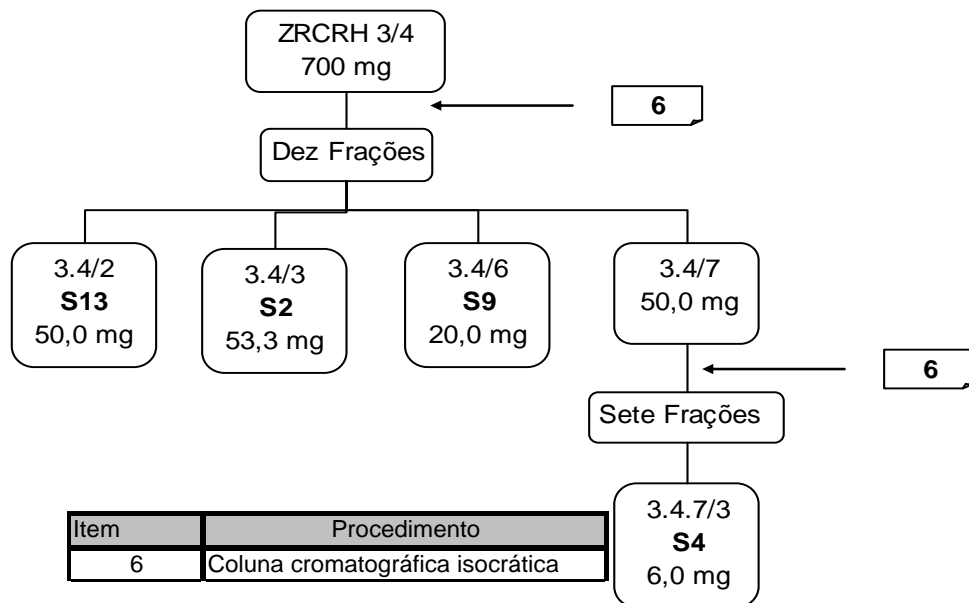 ZRCRH 3/4
700 mg
6
Dez Frações
3.4/2
S13
50,0 mg
3.4/3
S2
53,3 mg
3.4/6
S9
20,0 mg
3.4/7
50,0 mg
6
Sete Frações
3.4.7/3
S4
6,0 mg
Item Procedimento
6 Coluna cromatográfica isocrática